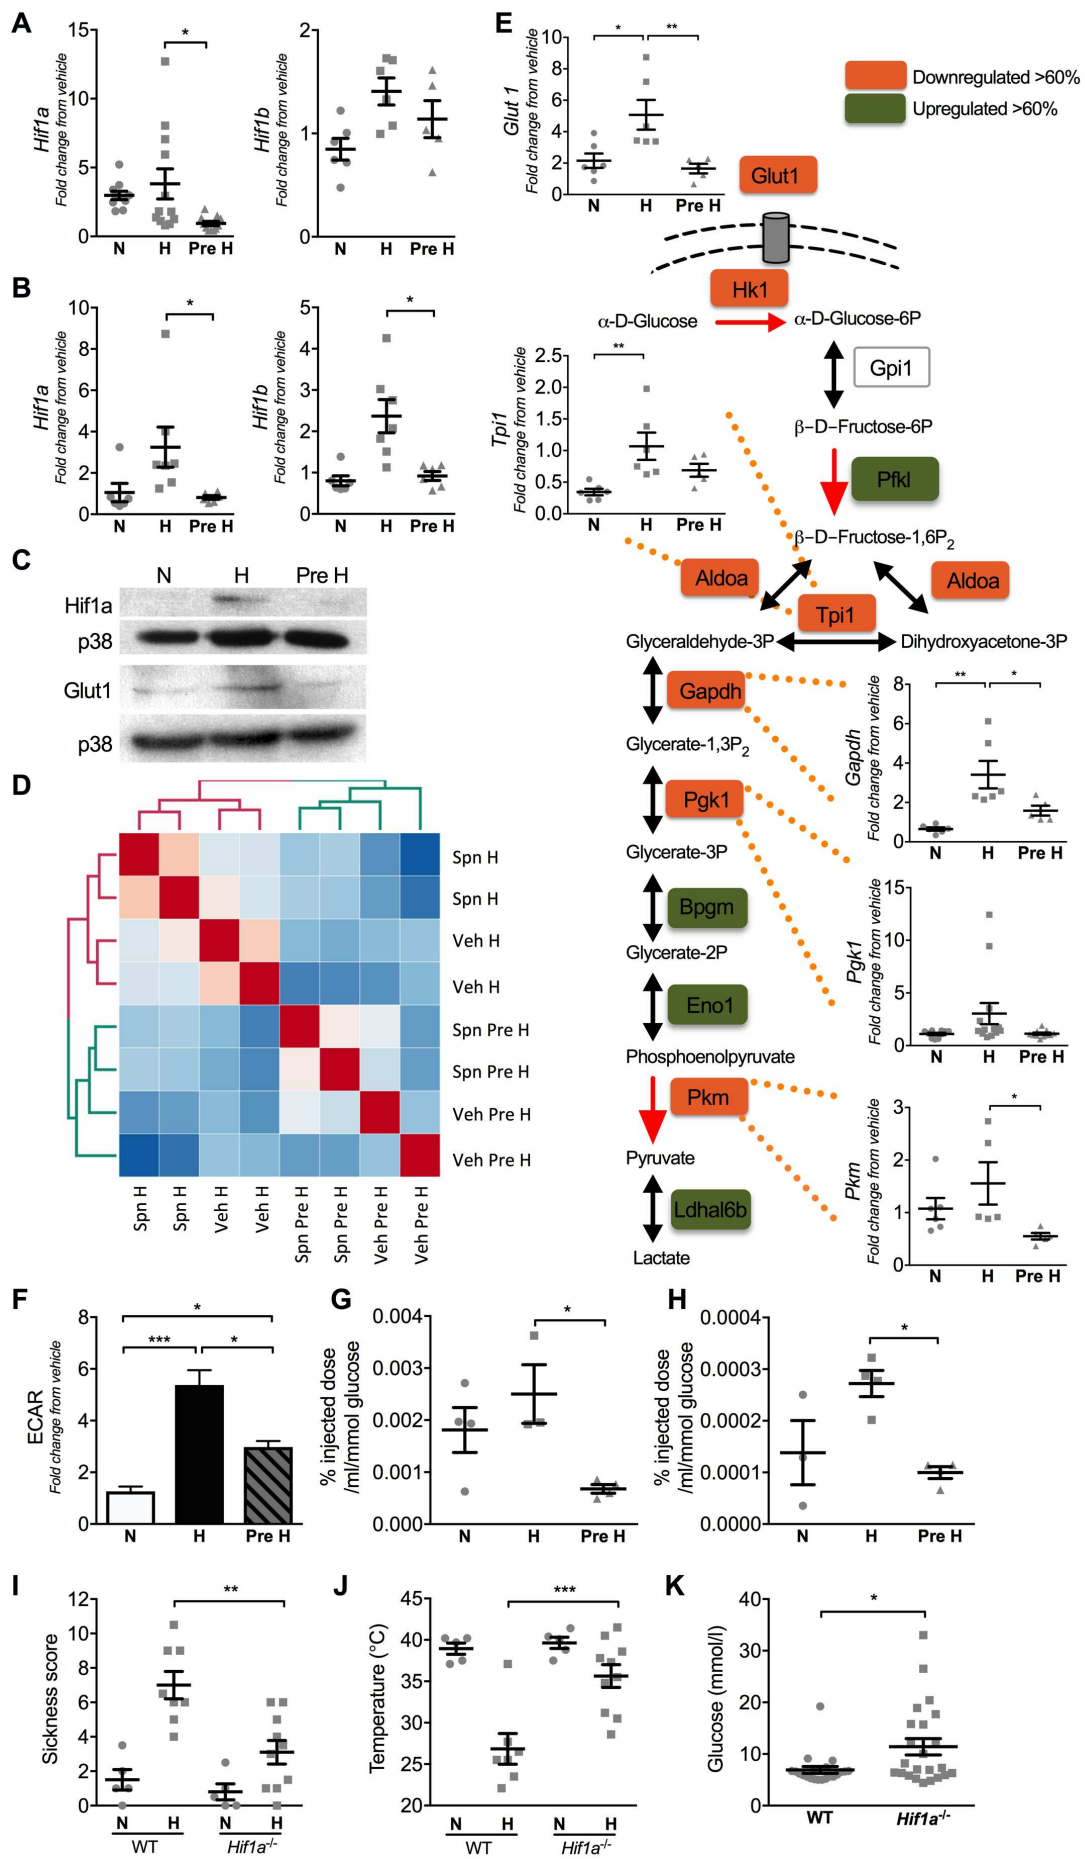 A
Hif1a
Fold change from vehicle
15
10
5
0
*
N H Pre H
Hif1b
Fold change from vehicle
2
1
0
N H Pre H
B
Hif1a
Fold change from vehicle
10
8
6
4
2
0
*
N H Pre H
Hif1b
Fold change from vehicle
5
4
3
2
1
0
*
N H Pre H
C
N H Pre H
Hif1a
p38
Glut1
p38
D
Spn H
Spn H
Veh H
Veh H
Spn Pre H
Spn Pre H
Veh Pre H
Veh Pre H
Spn H
Spn H
Veh H
Veh H
Spn Pre H
Spn Pre H
Veh Pre H
Veh Pre H
E
Glut 1
Fold change from vehicle
10
8
6
4
2
0
* **
N H Pre H
Downregulated >60%
Upregulated >60%
Glut1
Hk1
α-D-Glucose
α-D-Glucose-6P
Gpi1
β-D-Fructose-6P
Pfkl
β-D-Fructose-1,6P2
Tpi1
Fold change from vehicle
2.5
2.0
1.5
1.0
0.5
0.0
**
N H Pre H
Aldoa
Aldoa
Tpi1
Glyceraldehyde-3P
Dihydroxyacetone-3P
Gapdh
Glycerate-1,3P2
Pgk1
Glycerate-3P
Bpgm
Glycerate-2P
Eno1
Phosphoenolpyruvate
Pkm
Pyruvate
Ldhal6b
Lactate
Gapdh
Fold change from vehicle
8
6
4
2
0
** *
N H Pre H
Pgk1
Fold change from vehicle
15
10
5
0
N H Pre H
Pkm
Fold change from vehicle
3
2
1
0
*
N H Pre H
F
ECAR
Fold change from vehicle
8
6
4
2
0
*
*** *
N H Pre H
G
% injected dose
/ml/mmol glucose
0.004
0.003
0.002
0.001
0.000
*
N H Pre H
H
% injected dose
/ml/mmol glucose
0.0004
0.0003
0.0002
0.0001
0.0000
*
N H Pre H
I
Sickness score
12
10
8
6
4
2
0
**
N H N H
WT Hif1a-/-
J
Temperature (°C)
45
40
35
30
25
20
***
N H N H
WT Hif1a-/-
K
Glucose (mmol/l)
40
30
20
10
0
*
WT Hif1a-/-